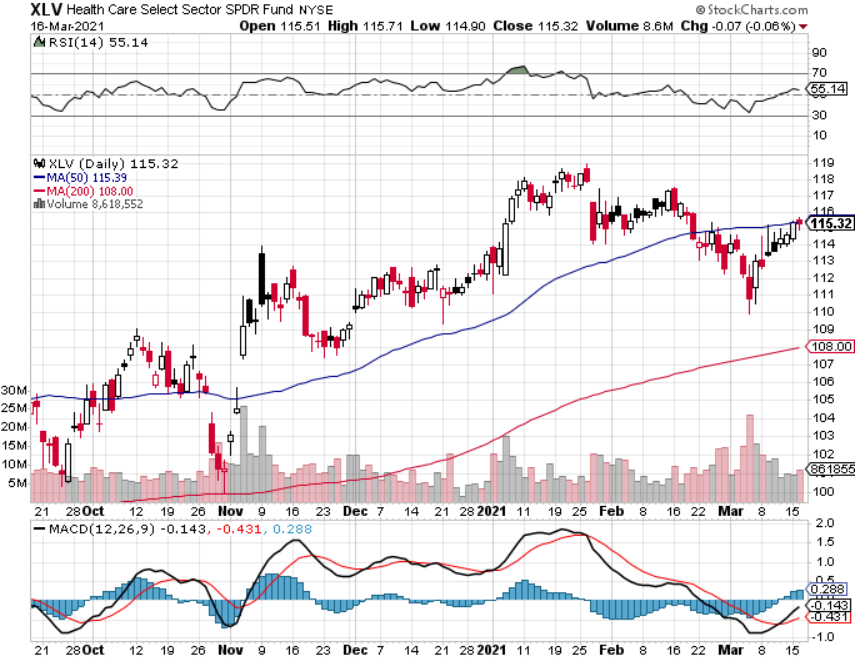 XLV Health Care Select Sector SPDR Fund NYSE © StockCharts.com
16-Mar-2021 Open 115.51 High 115.71 Low 114.90 Close 115.32 Volume 8.6M Chg -0.07 (-0.06%)
RSI(14) 55.14
90
70
55.14
50
30
10
XLV (Daily) 115.32
MA(50) 115.39
MA(200) 108.00
Volume 8,618,552
119
118
117
116
115.32
114
113
112
111
110
109
108.00
107
106
105
104
103
102
861855
100
30M
25M
20M
15M
10M
5M
21 28 Oct 12 19 26 Nov 9 16 23 Dec 7 14 21 28 2021 11 19 25 Feb 8 16 22 Mar 8 15
MACD(12,26,9) -0.143, -0.431, 0.288
2.0
1.5
1.0
0.5
0.288
-0.143
-0.431
-1.0
21 28 Oct 12 19 26 Nov 9 16 23 Dec 7 14 21 28 2021 11 19 25 Feb 8 16 22 Mar 8 15